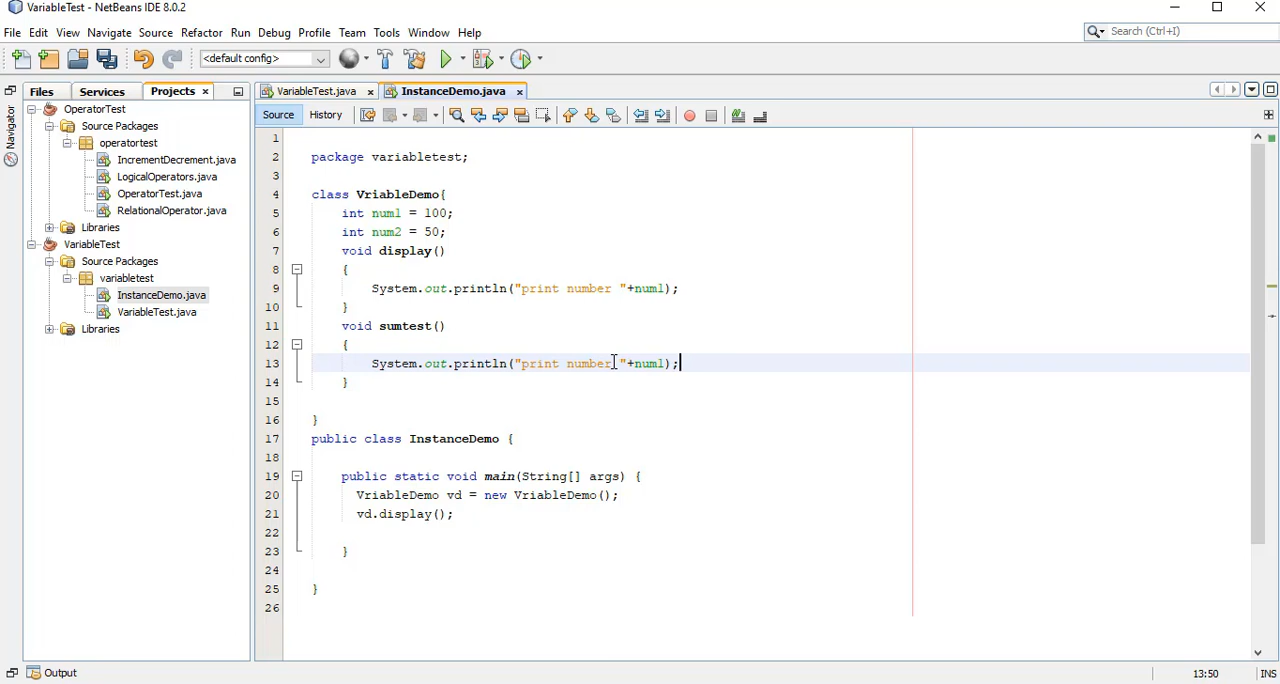 VariableTest - NetBeans IDE 8.0.2
File Edit View Navigate Source Refactor Run Debug Profile Team Tools Window Help
Search (Ctrl+I)
<default config>
Files Services Projects
VariableTest.java InstanceDemo.java
Navigator
Source History
OperatorTest
Source Packages
operatortest
IncrementDecrement.java
LogicalOperators.java
OperatorTest.java
RelationalOperator.java
Libraries
VariableTest
Source Packages
variabletest
InstanceDemo.java
VariableTest.java
Libraries
1
2 package variabletest;
3
4 class VriableDemo{
5 int num1 = 100;
6 int num2 = 50;
7 void display()
8 {
9 System.out.println("print number "+num1);
10 }
11 void sumtest()
12 {
13 System.out.println("print number "+num1);
14 }
15
16 }
17 public class InstanceDemo {
18
19 public static void main(String[] args) {
20 VriableDemo vd = new VriableDemo();
21 vd.display();
22
23 }
24
25 }
26
Output
13:50 INS